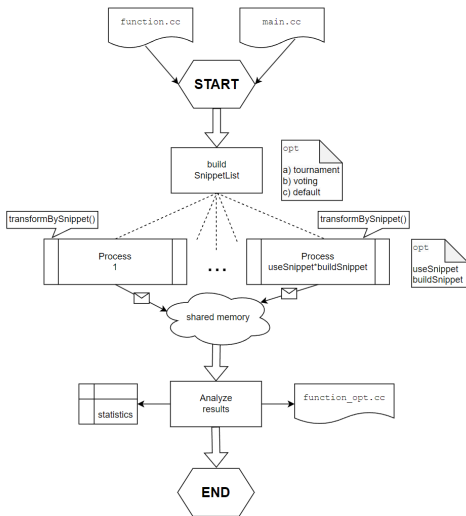 function.cc
main.cc
START
build
SnippetList
opt
a) tournament
b) voting
c) default
transformBySnippet()
transformBySnippet()
Process
1
...
Process
useSnippet*buildSnippet
opt
useSnippet
buildSnippet
shared memory
statistics
Analyze
results
function_opt.cc
END